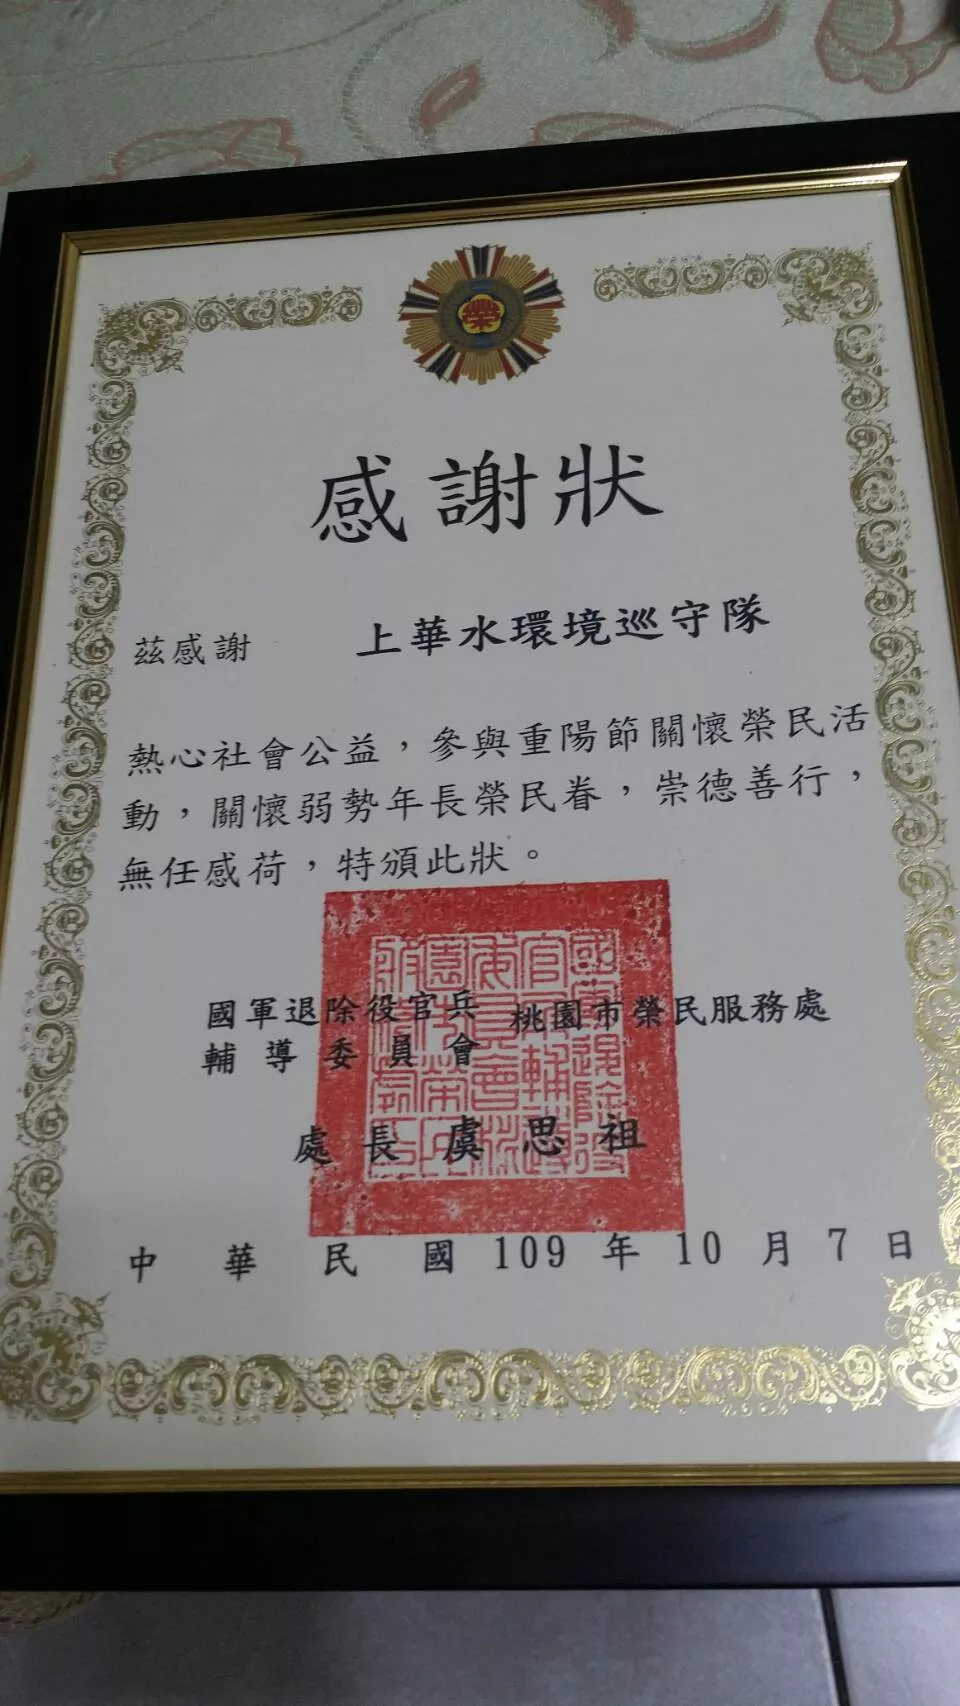 榮
感謝狀
茲感謝 上華水環境巡守隊
熱心社會公益，參與重陽節關懷榮民活
動，關懷弱勢年長榮民眷，崇德善行，
無任感荷，特頒此狀。
國軍退除役官兵
輔導委員會
桃園市榮民服務處
處長 虞思祖
中華民國109年10月7日